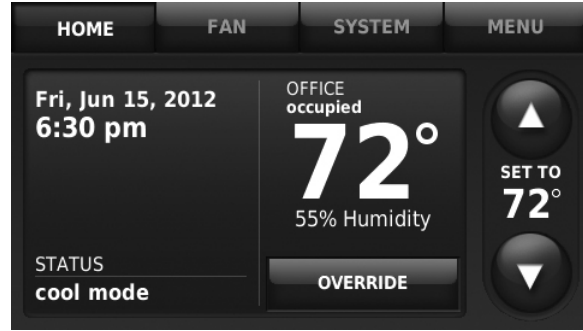 HOME FAN SYSTEM MENU
Fri, Jun 15, 2012
6:30 pm
STATUS
cool mode
OFFICE
occupied
72°
55% Humidity
OVERRIDE
SET TO
72°